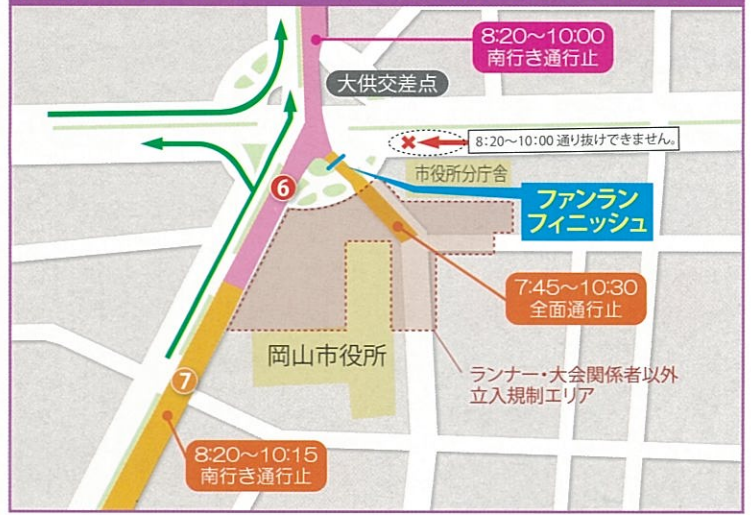 8:20〜10:00
南行き通行止
大供交差点
8:20〜10:00 通り抜けできません。
市役所分庁舎
6
ファンラン
フィニッシュ
7:45〜10:30
全面通行止
岡山市役所
ランナー・大会関係者以外
立入規制エリア
7
8:20〜10:15
南行き通行止